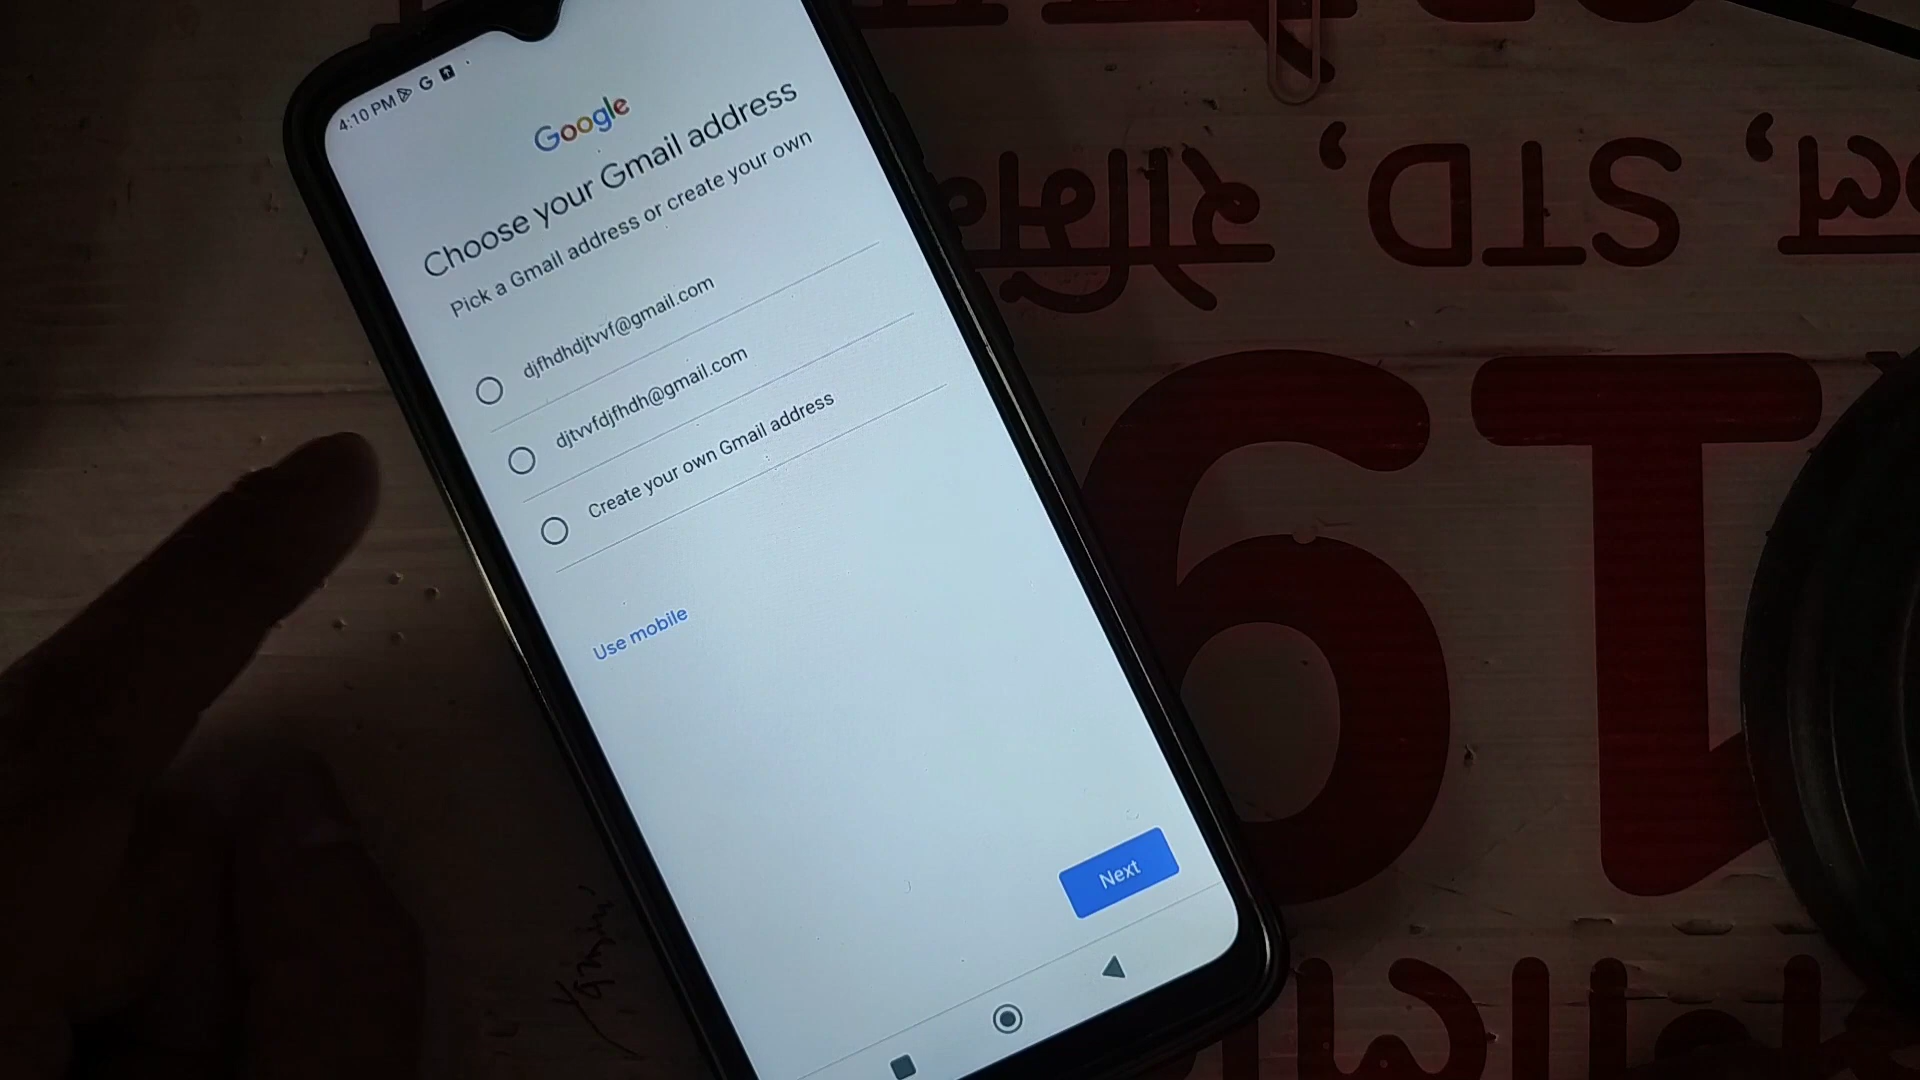 4:10 PM
Google
Choose your Gmail address
Pick a Gmail address or create your own
djfhdhdjtvvf@gmail.com
djtvvfdjfhdh@gmail.com
Create your own Gmail address
Use mobile
Next
STD,